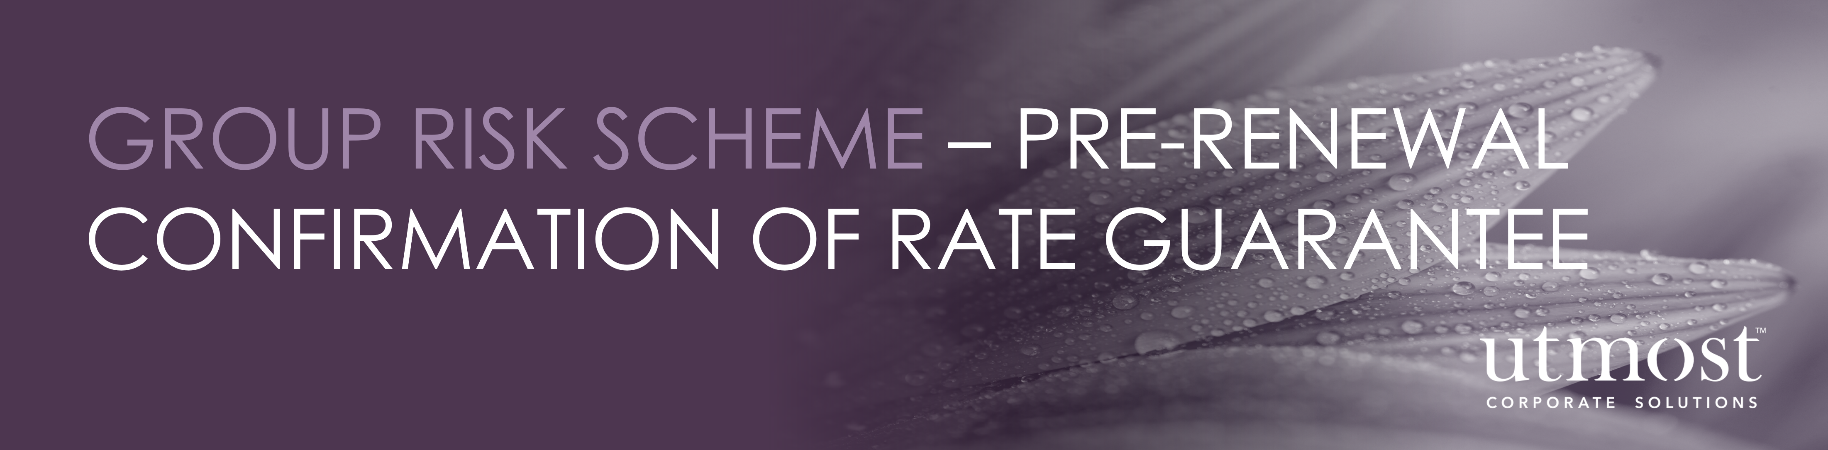 GROUP RISK SCHEME – PRE-RENEWAL
CONFIRMATION OF RATE GUARANTEE
utmost™
CORPORATE SOLUTIONS